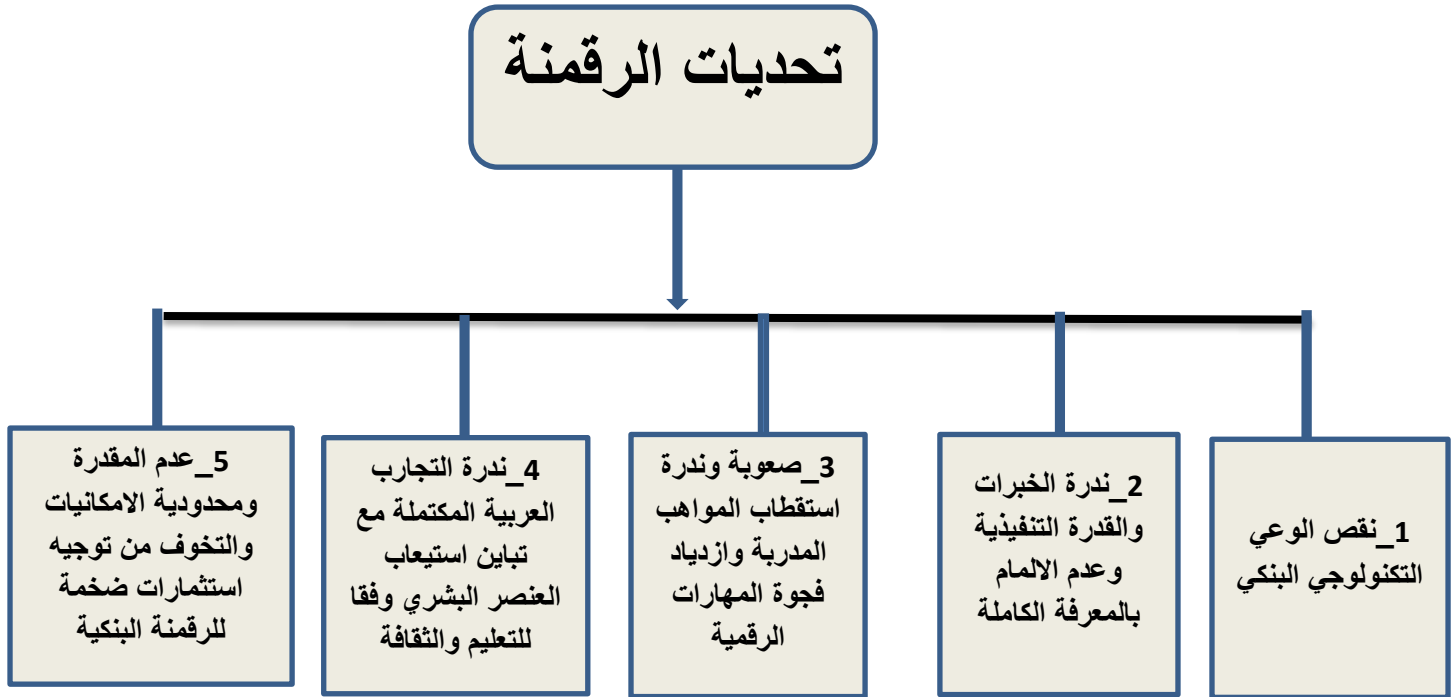 تحديات الرقمنة
1_نقص الوعي
التكنولوجي البنكي
2_ندرة الخبرات
والقدرة التنفيذية
وعدم الالمام
بالمعرفة الكاملة
3_صعوبة وندرة
استقطاب المواهب
المدربة وازدياد
فجوة المهارات
الرقمية
4_ندرة التجارب
العربية المكتملة مع
تباين استيعاب
العنصر البشري وفقا
للتعليم والثقافة
5_عدم المقدرة
ومحدودية الامكانيات
والتخوف من توجيه
استثمارات ضخمة
للرقمنة البنكية